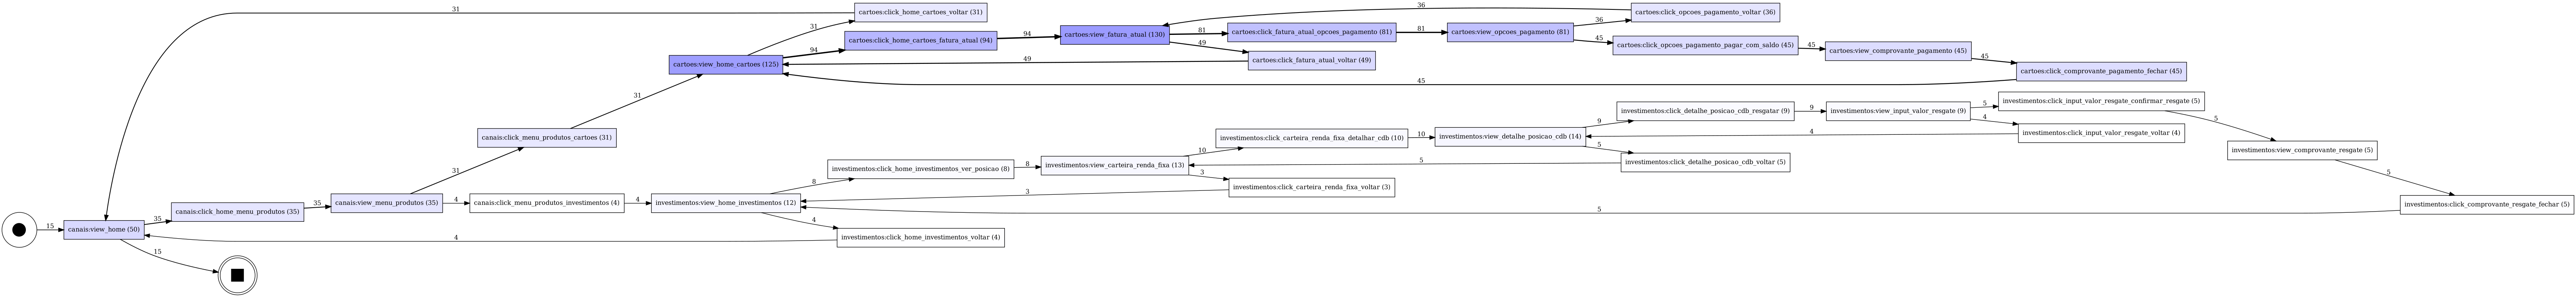 31
cartoes:click_home_cartoes_voltar (31)
36
cartoes:click_opcoes_pagamento_voltar (36)
31
94
cartoes:click_home_cartoes_fatura_atual (94)
94
cartoes:view_fatura_atual (130)
81
cartoes:click_fatura_atual_opcoes_pagamento (81)
81
cartoes:view_opcoes_pagamento (81)
36
45
cartoes:click_opcoes_pagamento_pagar_com_saldo (45)
45
cartoes:view_comprovante_pagamento (45)
45
cartoes:click_comprovante_pagamento_fechar (45)
49
cartoes:click_fatura_atual_voltar (49)
cartoes:view_home_cartoes (125)
49
45
31
canais:click_menu_produtos_cartoes (31)
31
investimentos:click_detalhe_posicao_cdb_resgatar (9)
9
investimentos:view_input_valor_resgate (9)
5
investimentos:click_input_valor_resgate_confirmar_resgate (5)
4
investimentos:click_input_valor_resgate_voltar (4)
5
investimentos:view_comprovante_resgate (5)
5
investimentos:click_comprovante_resgate_fechar (5)
investimentos:click_carteira_renda_fixa_detalhar_cdb (10)
10
investimentos:view_detalhe_posicao_cdb (14)
9
4
5
investimentos:click_detalhe_posicao_cdb_voltar (5)
investimentos:click_home_investimentos_ver_posicao (8)
8
investimentos:view_carteira_renda_fixa (13)
10
5
3
investimentos:click_carteira_renda_fixa_voltar (3)
15
canais:view_home (50)
35
canais:click_home_menu_produtos (35)
35
canais:view_menu_produtos (35)
4
canais:click_menu_produtos_investimentos (4)
4
investimentos:view_home_investimentos (12)
8
3
5
4
investimentos:click_home_investimentos_voltar (4)
4
15